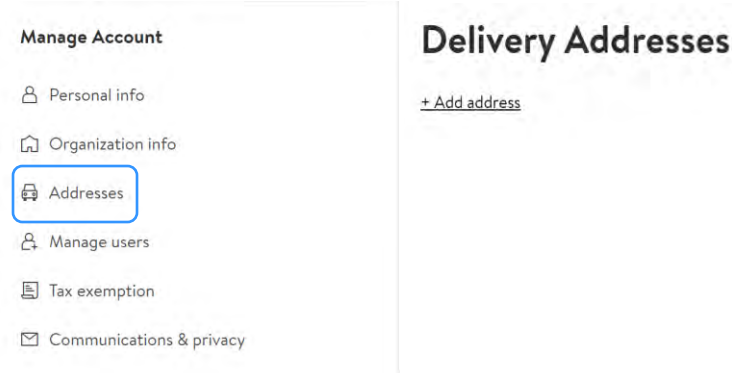 Manage Account
Personal info
Organization info
Addresses
Manage users
Tax exemption
Communications & privacy
Delivery Addresses
+ Add address